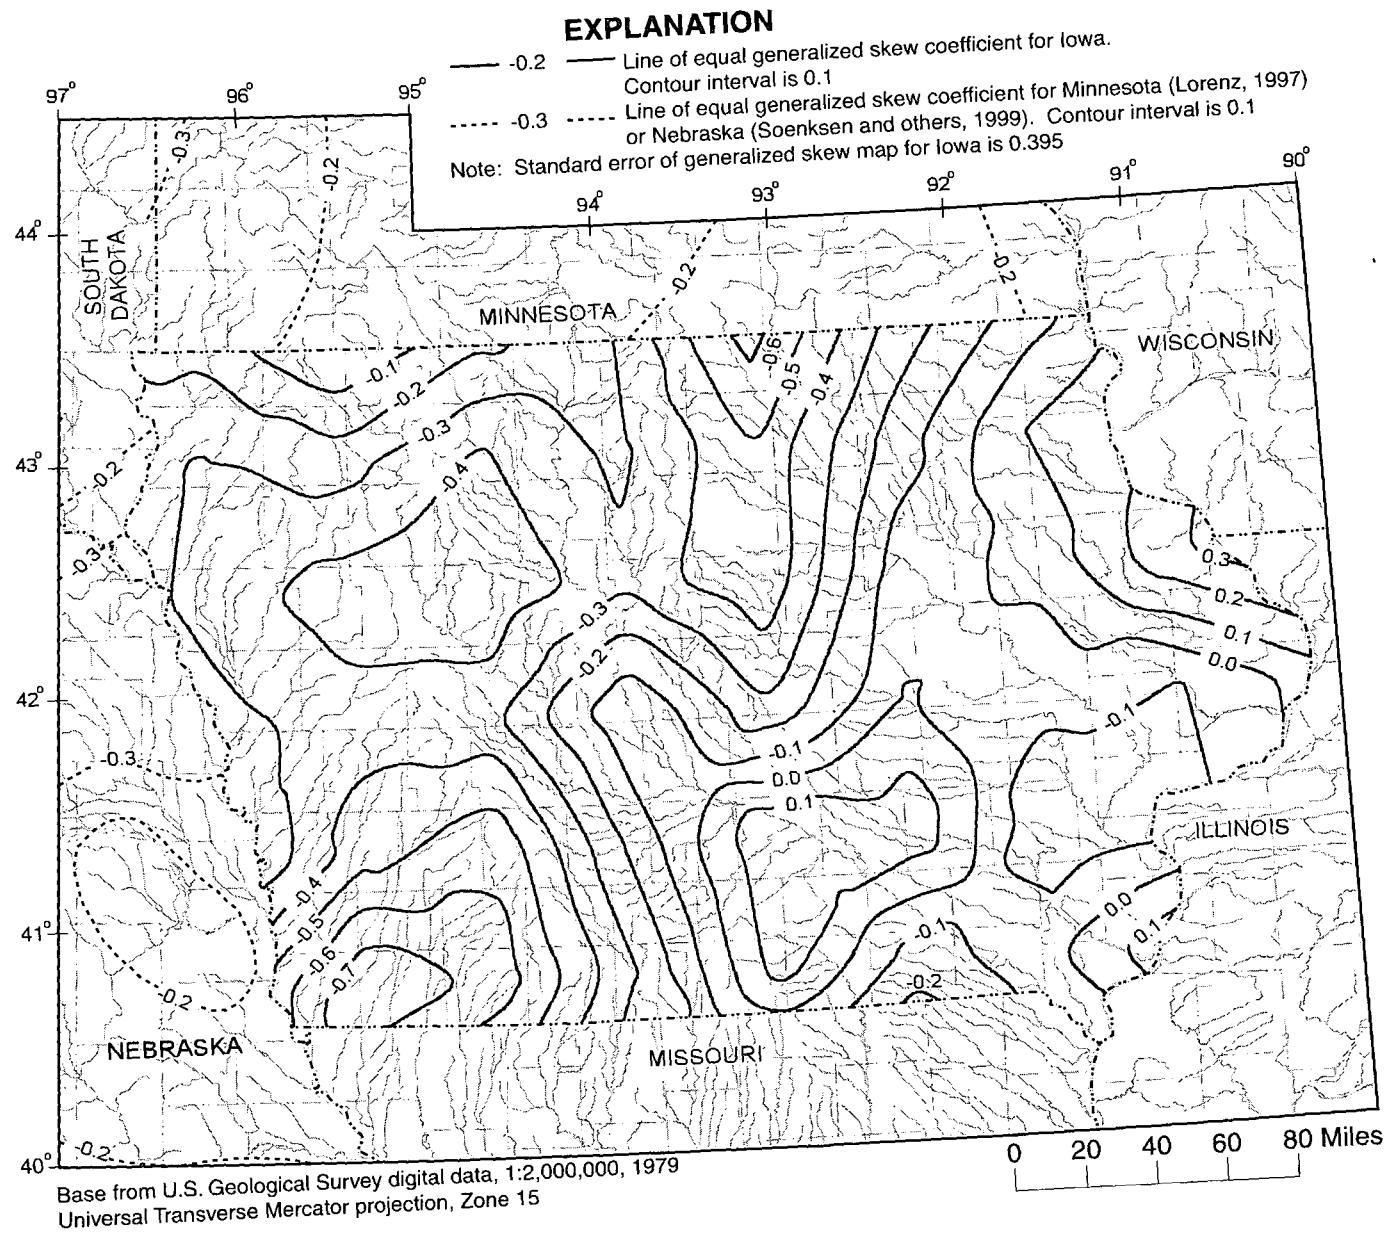 EXPLANATION
-0.2 Line of equal generalized skew coefficient for Iowa.
Contour interval is 0.1
-0.3 Line of equal generalized skew coefficient for Minnesota (Lorenz, 1997)
or Nebraska (Soenksen and others, 1999). Contour interval is 0.1
Note: Standard error of generalized skew map for Iowa is 0.395
97° 96° 95°
94° 93° 92° 91° 90°
-0.3
-0.2
44°
SOUTH
DAKOTA
-0.2
-0.2
MINNESOTA
WISCONSIN
-0.6
-0.5
-0.4
-0.1
-0.2
-0.3
-0.4
43°
-0.2
-0.3
0.3
0.2
0.1
0.0
-0.3
-0.2
42°
-0.1
-0.1
0.0
0.1
-0.3
ILLINOIS
-0.4
-0.5
-0.6
-0.7
0.0
0.1
41°
-0.1
-0.2
-0.2
NEBRASKA
MISSOURI
40°
-0.2
0 20 40 60 80 Miles
Base from U.S. Geological Survey digital data, 1:2,000,000, 1979
Universal Transverse Mercator projection, Zone 15